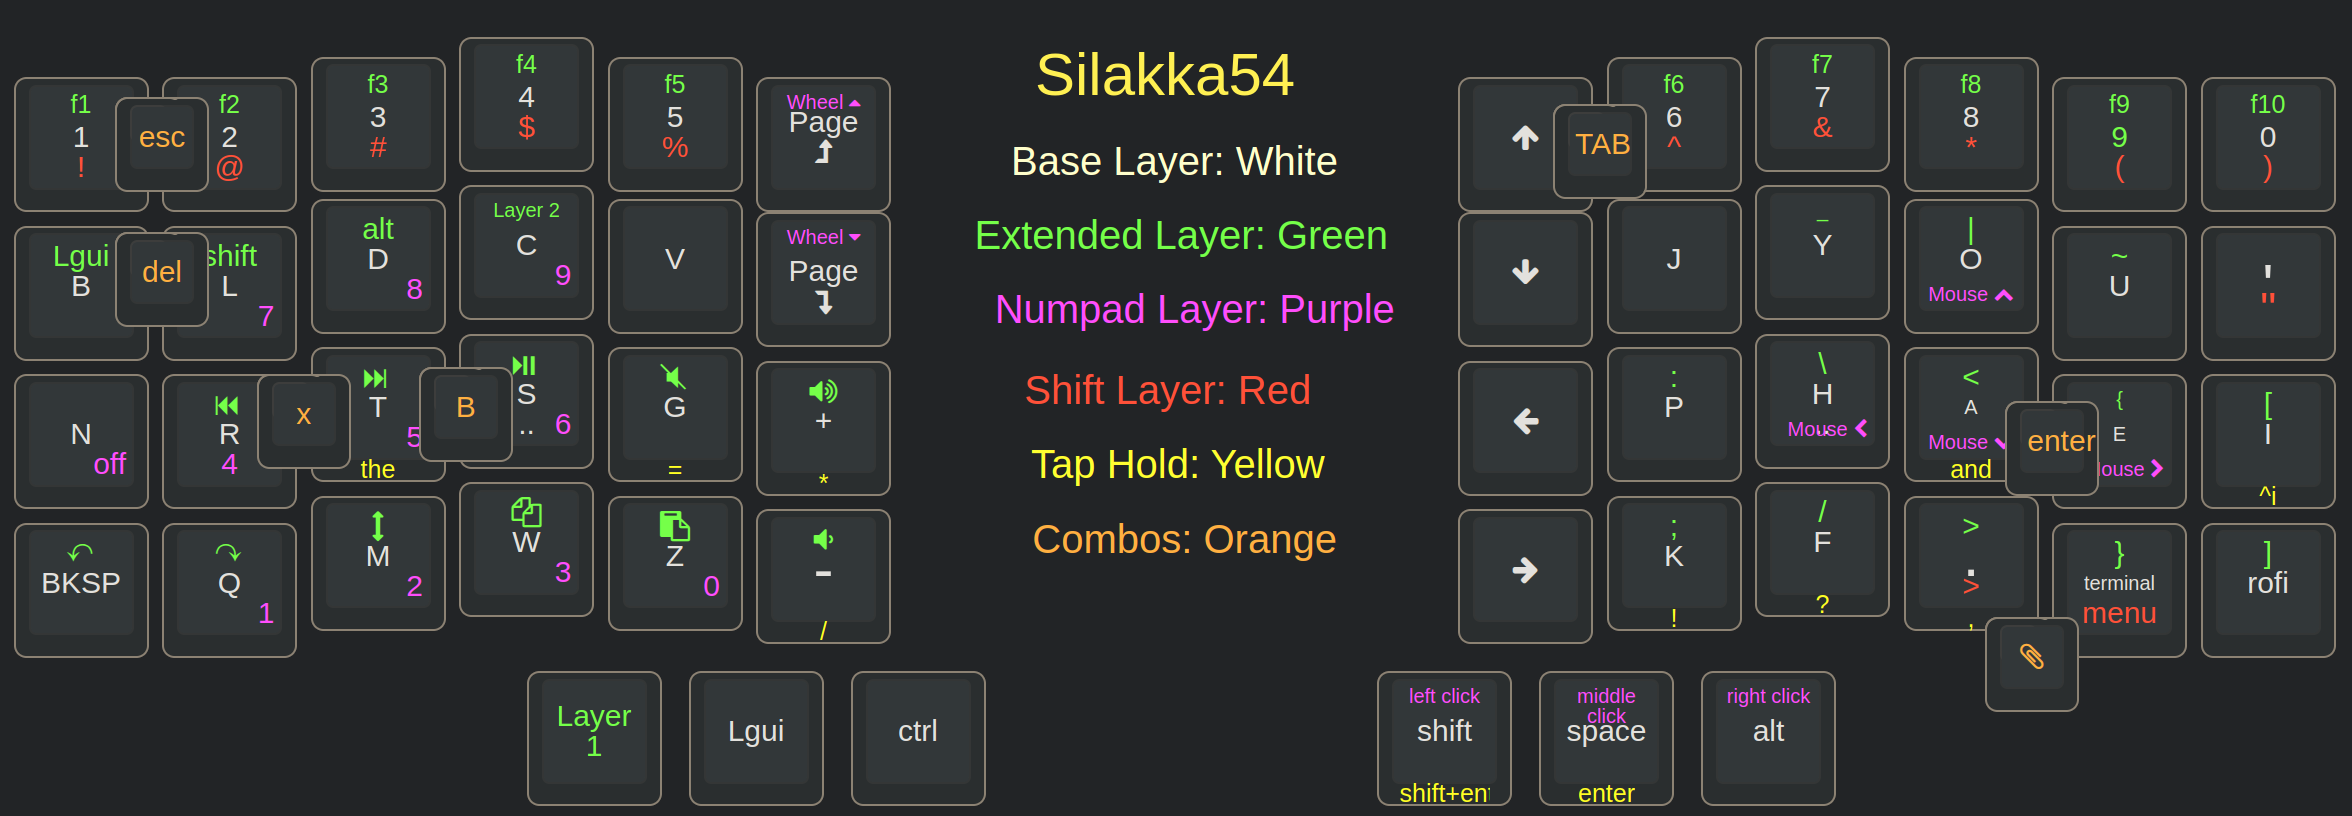 Silakka54
Base Layer: White
Extended Layer: Green
Numpad Layer: Purple
Shift Layer: Red
Tap Hold: Yellow
Combos: Orange
f1
1
!
esc
f2
2
@
f3
3
#
f4
4
$
f5
5
%
Wheel
Page
Lgui
B
del
shift
L
7
alt
D
8
Layer 2
C
9
V
Wheel
Page
N
off
R
4
x
T
5
the
B
S
..
6
G
=
+
*
BKSP
Q
1
M
2
W
3
Z
0
-
/
Layer
1
Lgui
ctrl
TAB
f6
6
^
f7
7
&
f8
8
*
f9
9
(
f10
0
)
J
_
Y
|
O
Mouse
~
U
'
"
:
P
\
H
..
Mouse
<
A
Mouse
and
enter
{
E
ouse
[
I
^i
;
K
!
/
F
?
>
.
>
,
}
terminal
menu
]
rofi
left click
shift
shift+ent
middle
click
space
enter
right click
alt